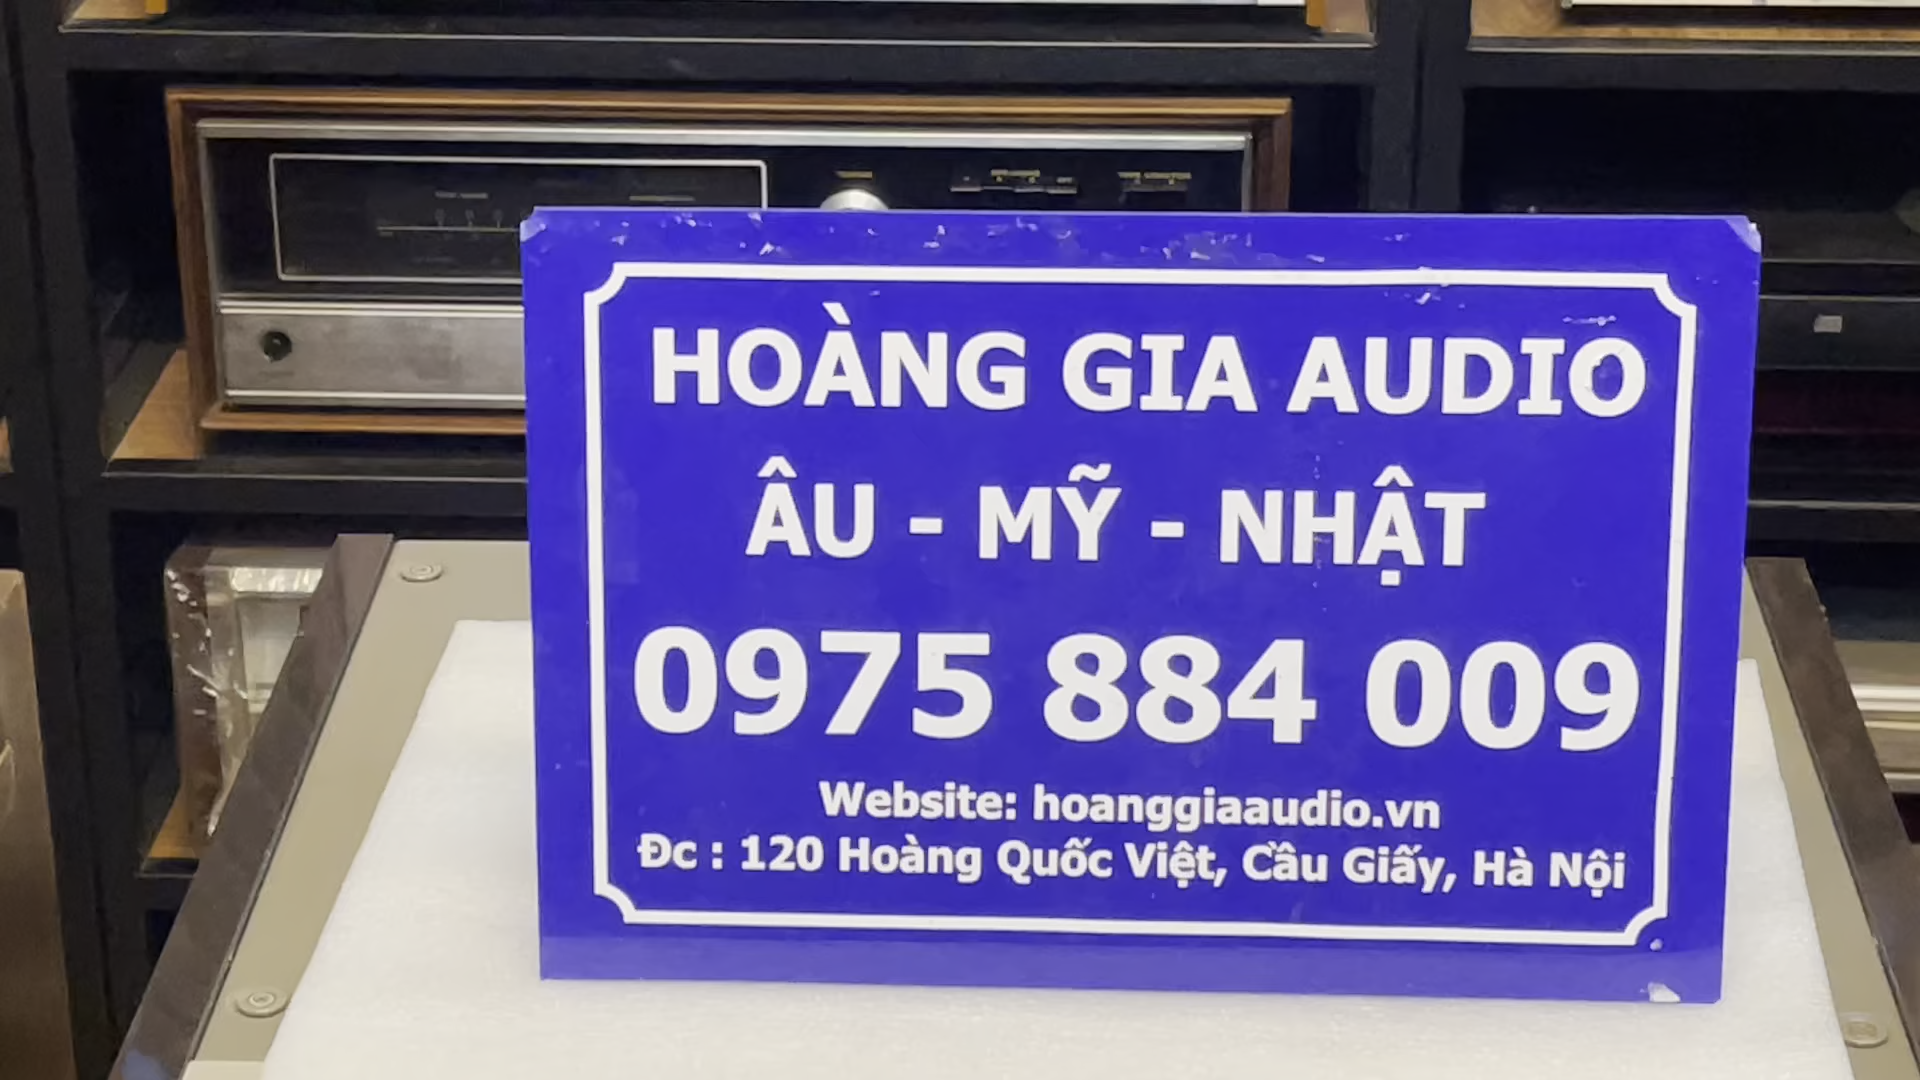 HOÀNG GIA AUDIO
ÂU - MỸ - NHẬT
0975 884 009
Website: hoanggiaaudio.vn
Đc : 120 Hoàng Quốc Việt, Cầu Giấy, Hà Nội